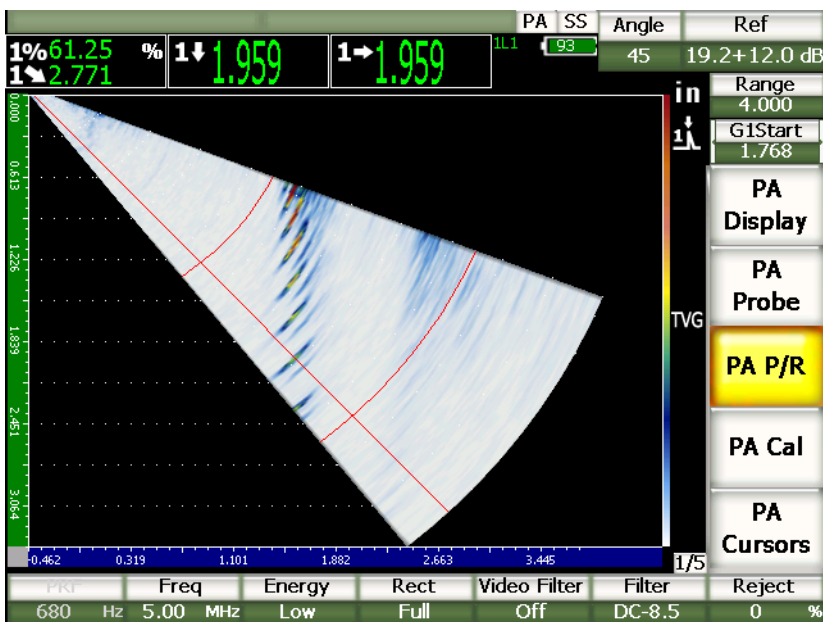 PA SS Angle Ref
1% 61.25 % 1 1.959 1 1.959 1L1 93 45 19.2+12.0 dB
1 2.771
in
Range
4.000
G1Start
1.768
PA
Display
PA
Probe
PA P/R
PA Cal
PA
Cursors
TVG
1
0.000
0.613
1.226
1.839
2.451
3.064
-0.462 0.319 1.101 1.882 2.663 3.445
1/5
PRF Freq Energy Rect Video Filter Filter Reject
680 Hz 5.00 MHz Low Full Off DC-8.5 0 %